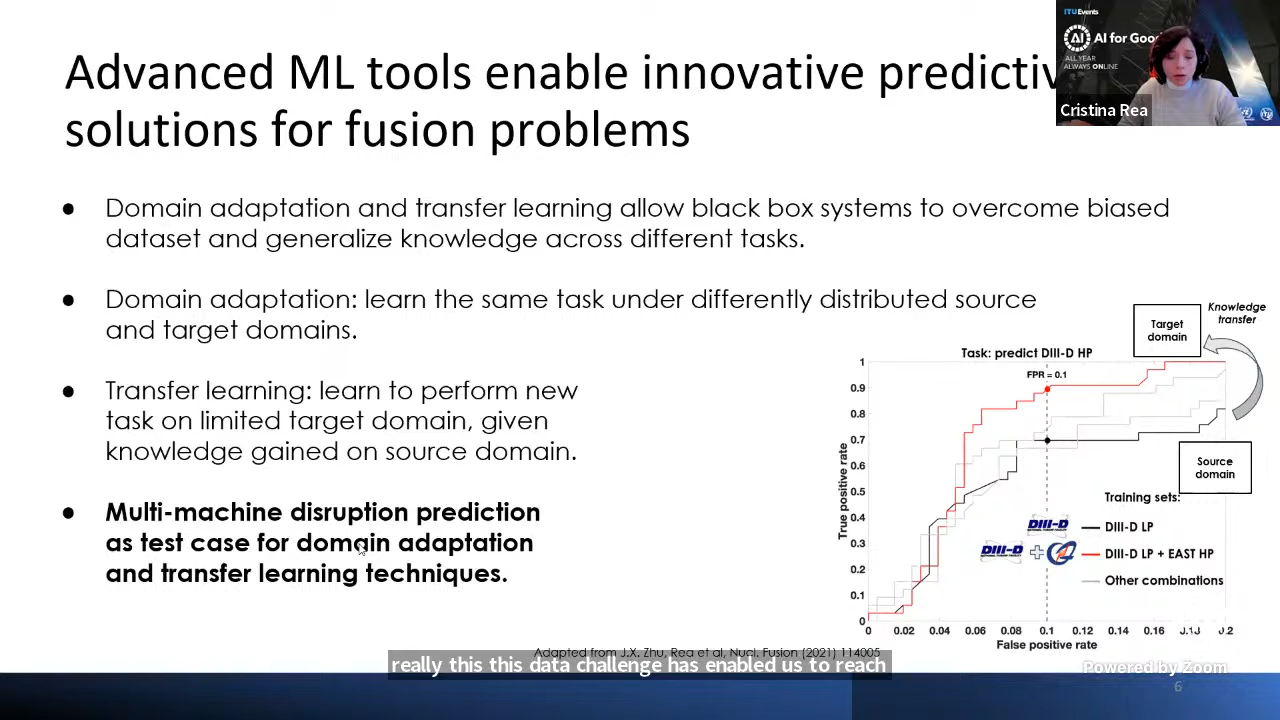 Advanced ML tools enable innovative predictiv
solutions for fusion problems
ITUEvents
AI
AI for Good
ALL YEAR
ALWAYS ONLINE
Cristina Rea
● Domain adaptation and transfer learning allow black box systems to overcome biased
dataset and generalize knowledge across different tasks.
● Domain adaptation: learn the same task under differently distributed source
and target domains.
● Transfer learning: learn to perform new
task on limited target domain, given
knowledge gained on source domain.
● Multi-machine disruption prediction
as test case for domain adaptation
and transfer learning techniques.
Knowledge
transfer
Target
domain
Task: predict DIII-D HP
FPR = 0.1
1
0.9
0.8
0.7
0.6
0.5
0.4
0.3
0.2
0.1
0
True positive rate
Source
domain
Training sets:
DIII-D
DIII-D LP
DIII-D + 
DIII-D LP + EAST HP
Other combinations
0 0.02 0.04 0.06 0.08 0.1 0.12 0.14 0.16 0.2
False positive rate
Adapted from J.X. Zhu, Rea et al, Nucl. Fusion (2021) 114005
really this this data challenge has enabled us to reach
Powered by Zoom
6